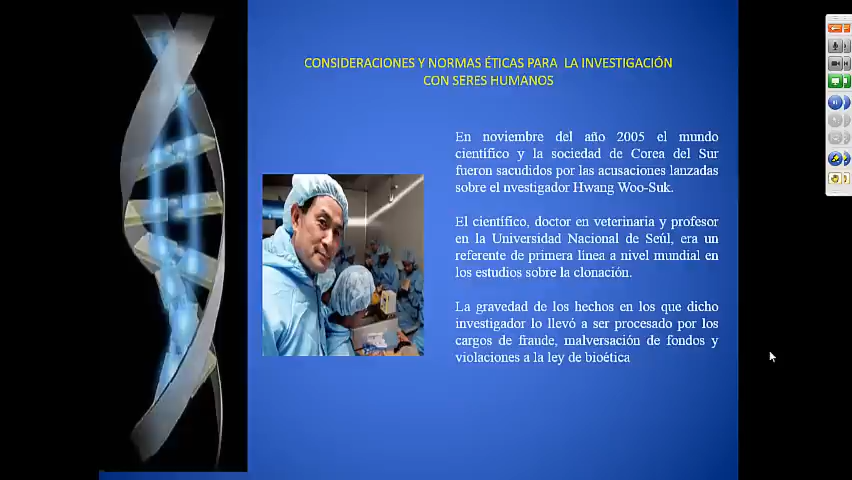 CONSIDERACIONES Y NORMAS ÉTICAS PARA LA INVESTIGACIÓN
CON SERES HUMANOS
En noviembre del año 2005 el mundo
científico y la sociedad de Corea del Sur
fueron sacudidos por las acusaciones lanzadas
sobre el nvestigador Hwang Woo-Suk.
El científico, doctor en veterinaria y profesor
en la Universidad Nacional de Seúl, era un
referente de primera línea a nivel mundial en
los estudios sobre la clonación.
La gravedad de los hechos en los que dicho
investigador lo llevó a ser procesado por los
cargos de fraude, malversación de fondos y
violaciones a la ley de bioética